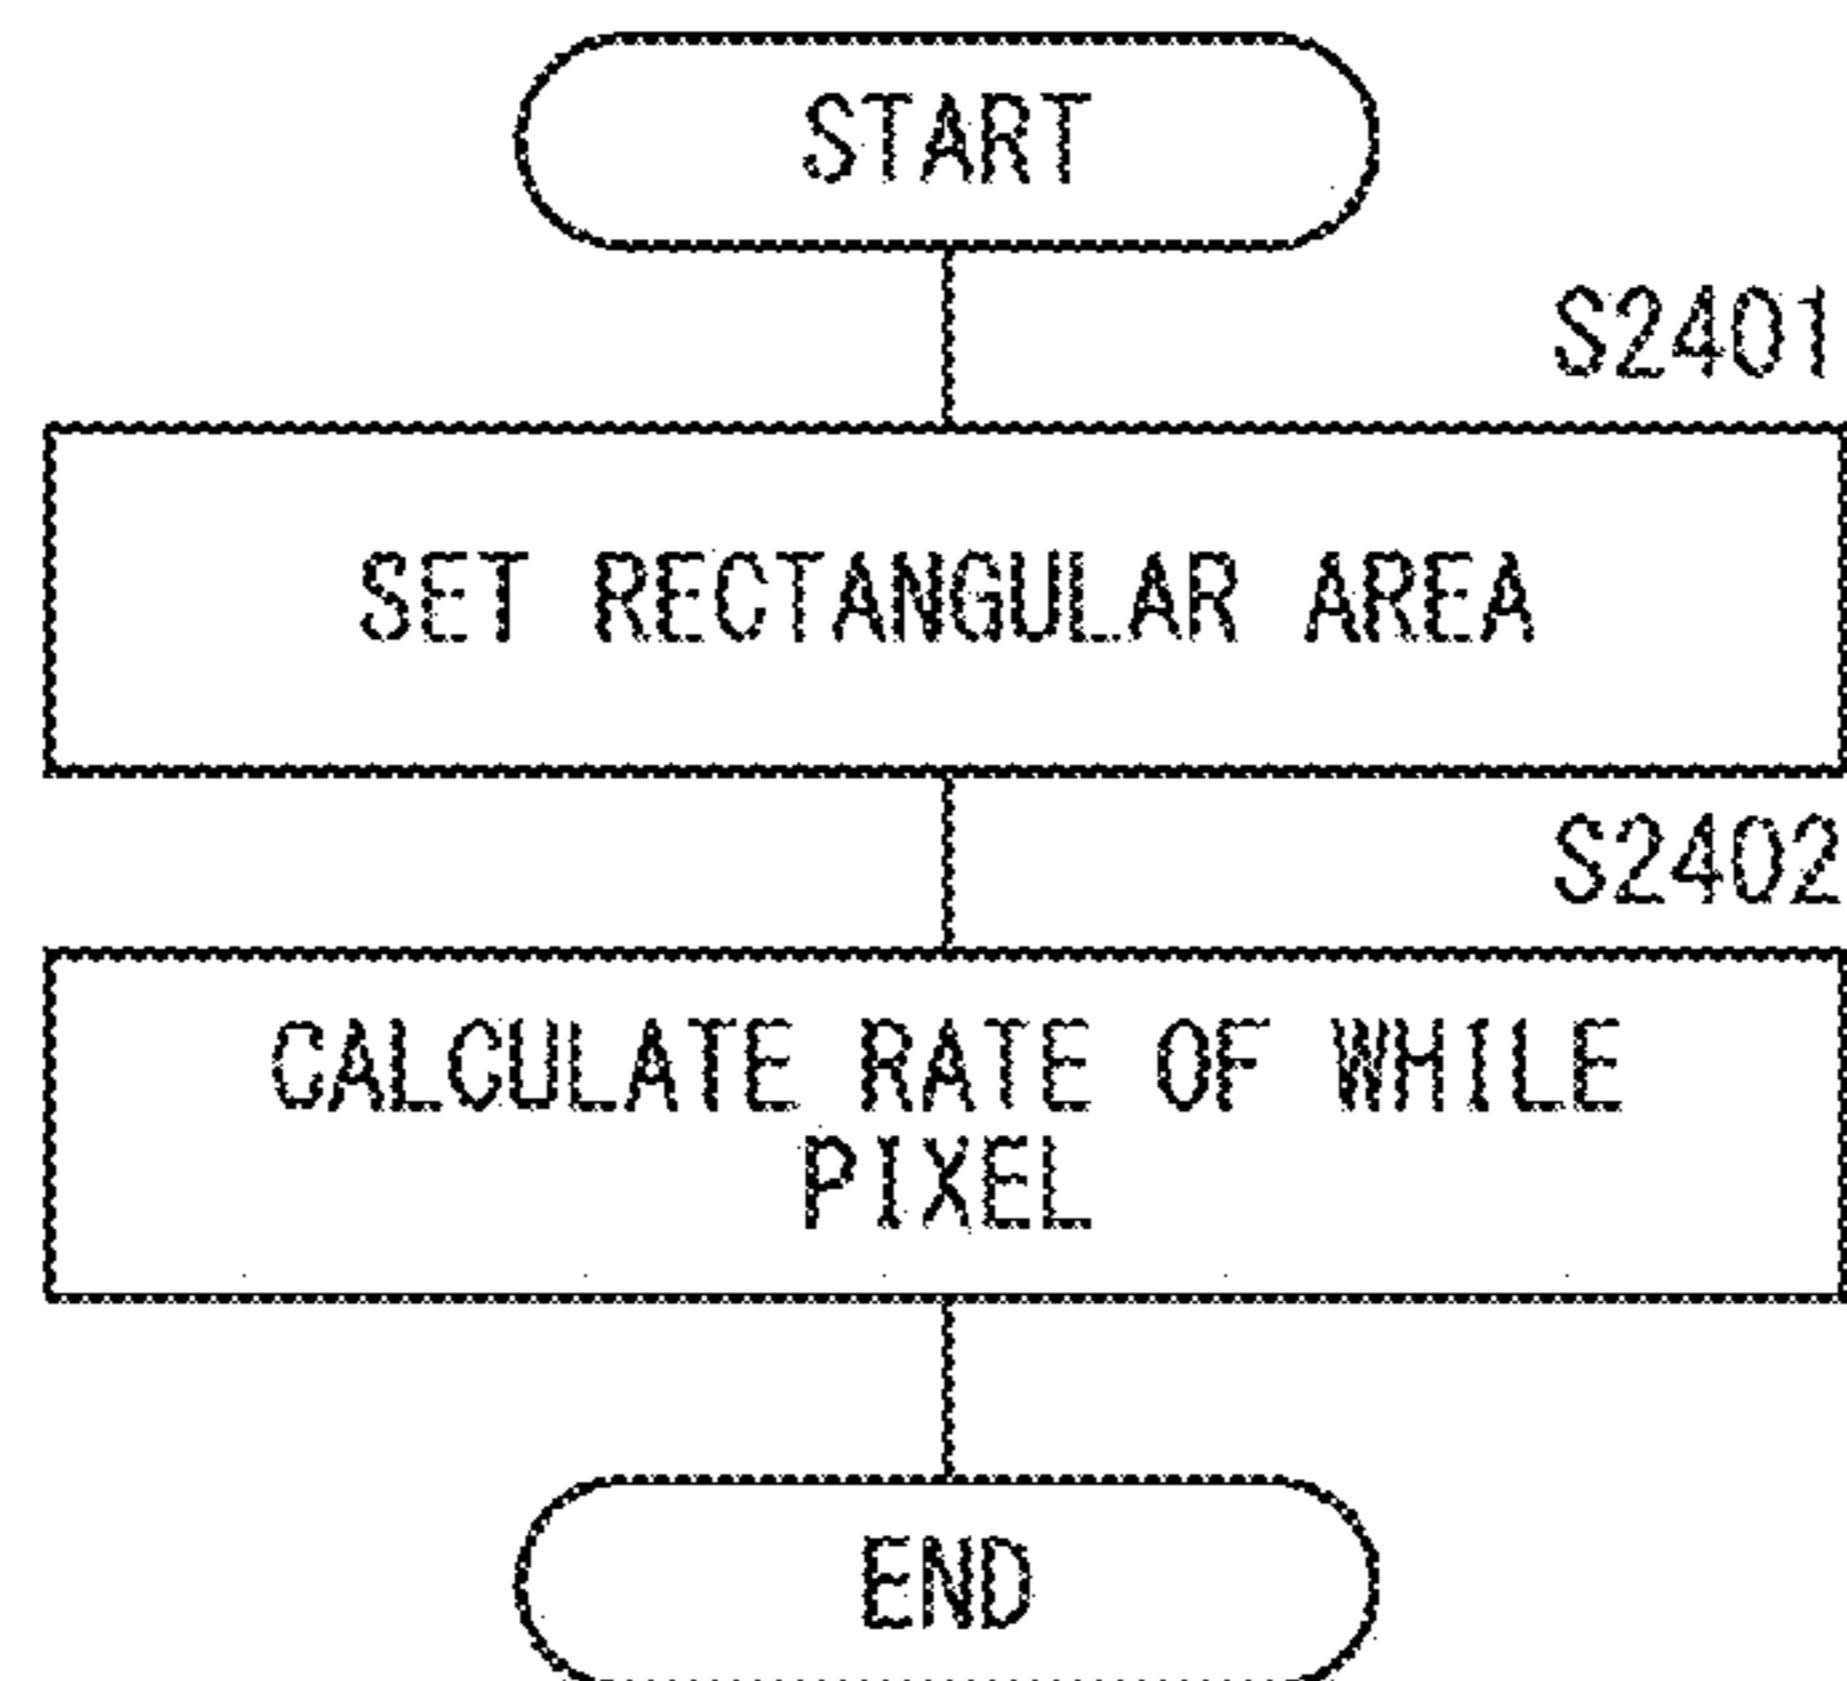 START
S2401
SET RECTANGULAR AREA
S2402
CALCULATE RATE OF WHILE
PIXEL
END